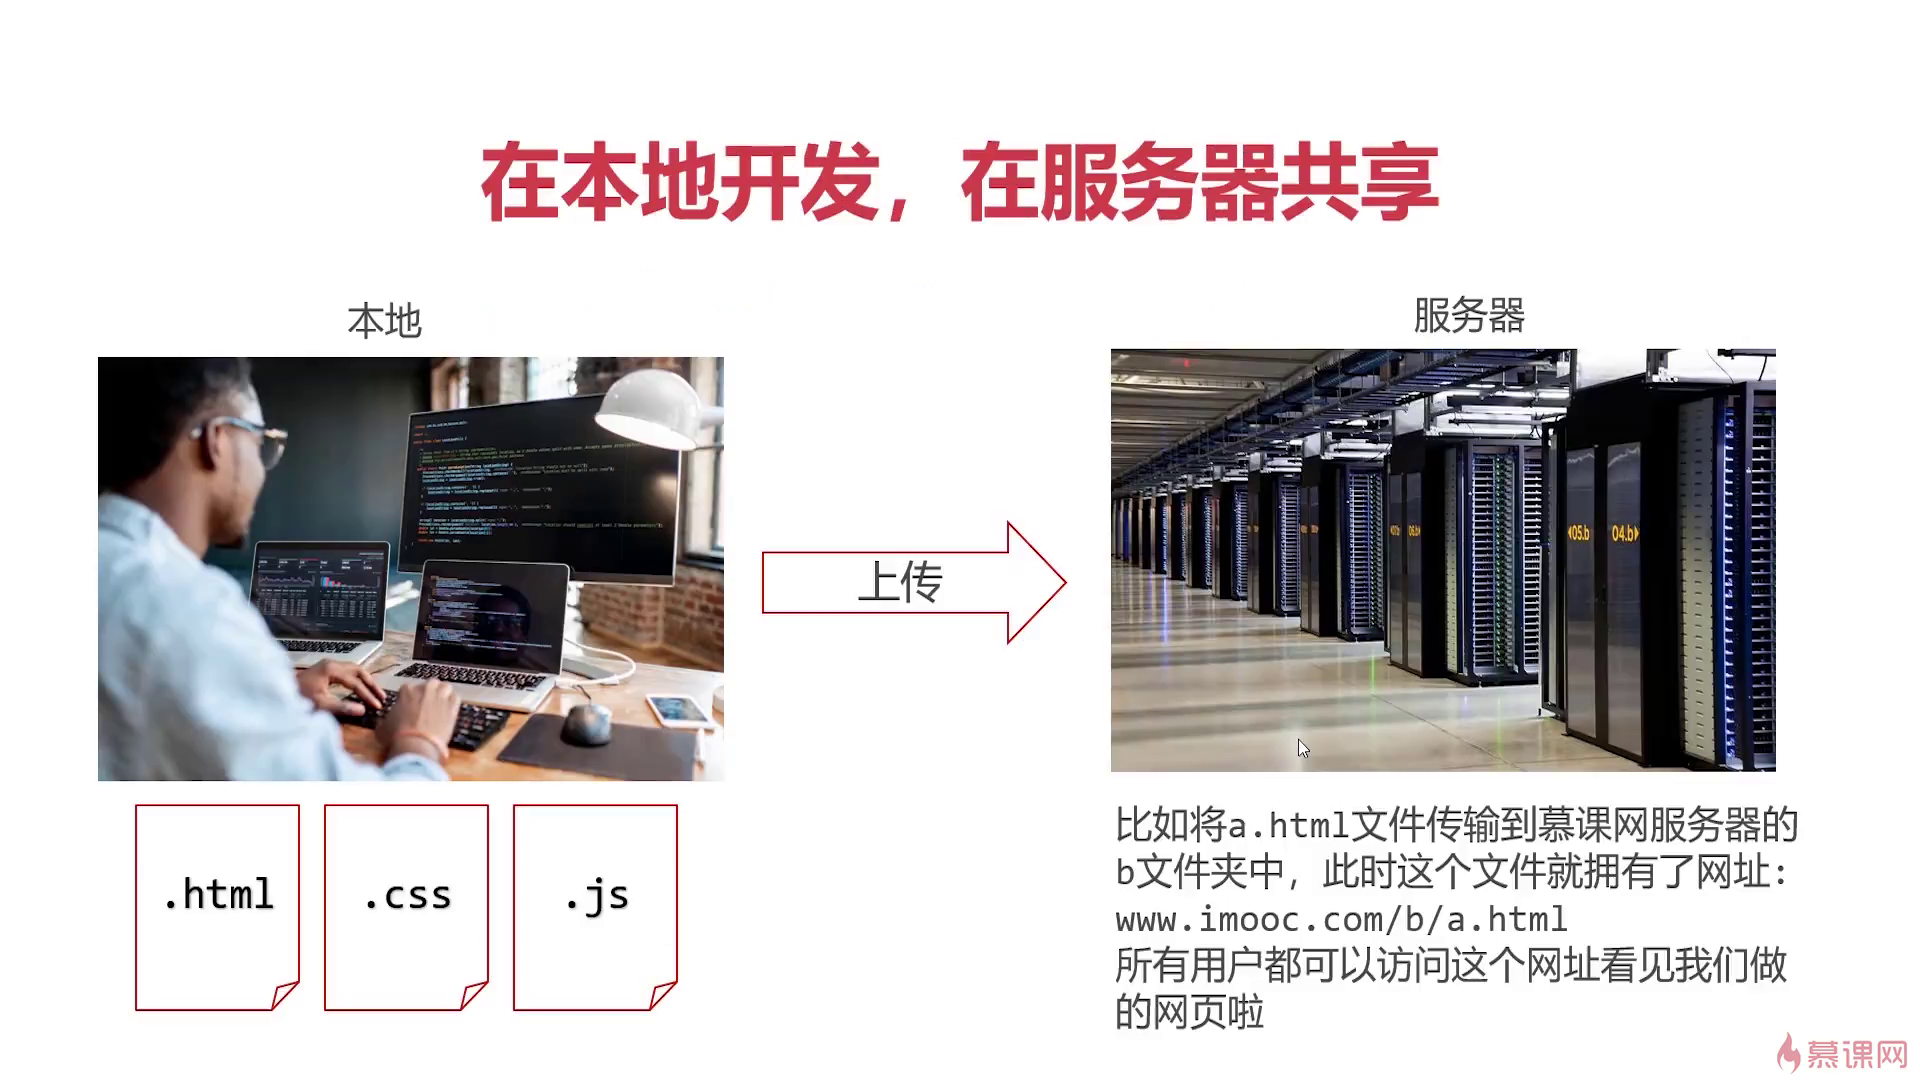 在本地开发，在服务器共享
本地
服务器
上传
05.b
04.b
.html
.css
.js
比如将a.html文件传输到慕课网服务器的
b文件夹中，此时这个文件就拥有了网址：
www.imooc.com/b/a.html
所有用户都可以访问这个网址看见我们做
的网页啦
慕课网